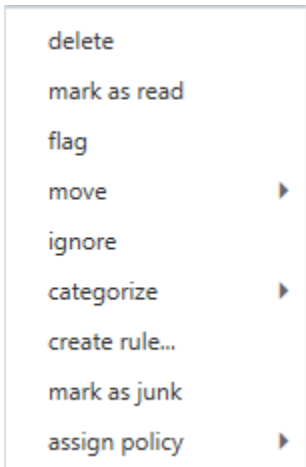 delete
mark as read
flag
move
ignore
categorize
create rule...
mark as junk
assign policy